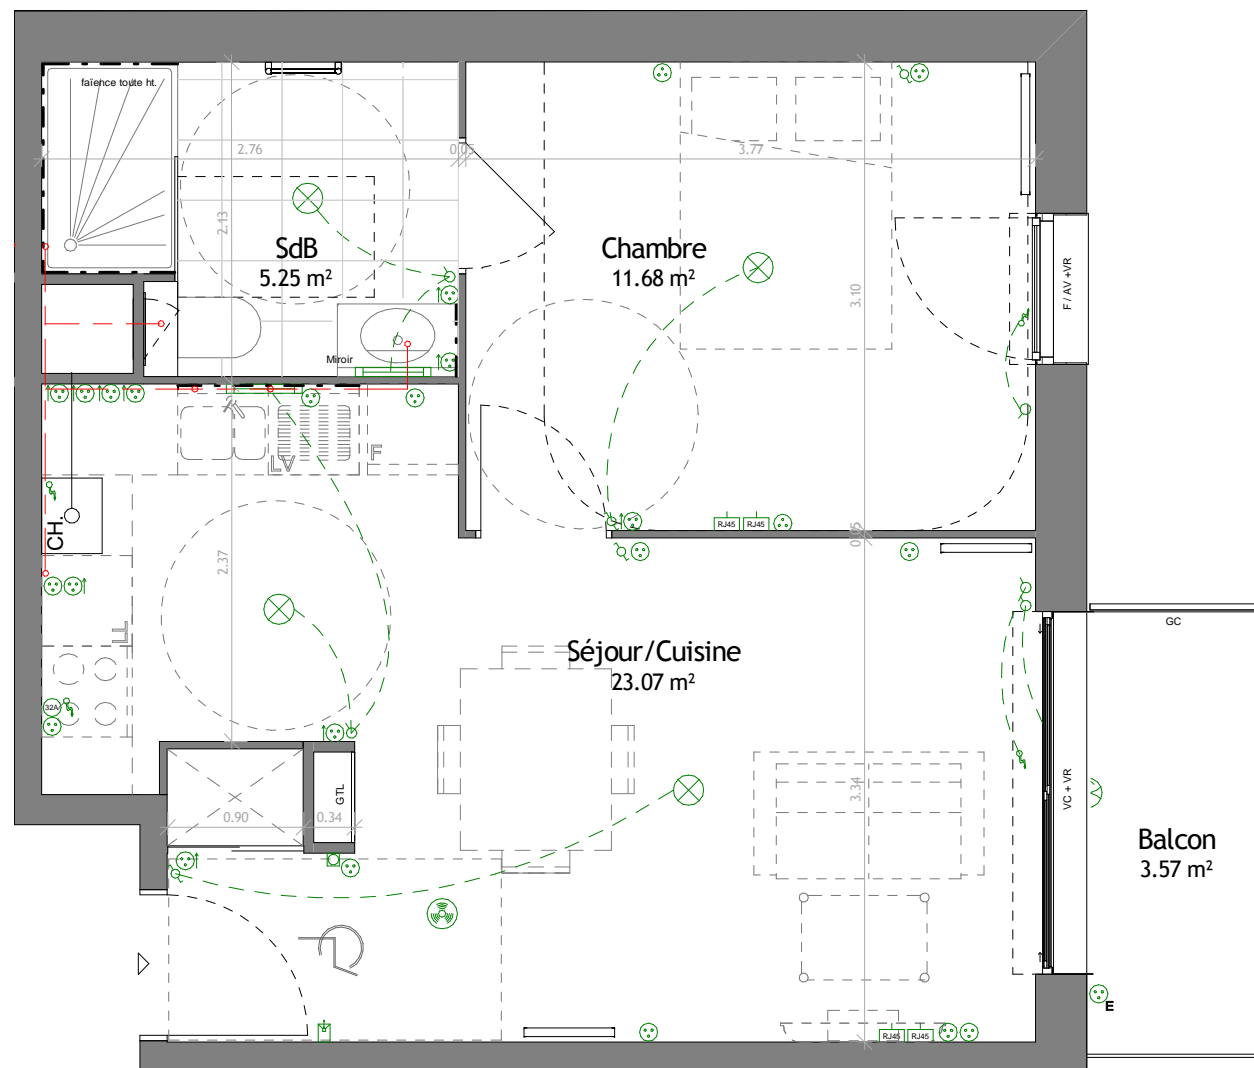 faïence toute ht.
2.76
0.05
3.77
2.13
SdB
5.25 m²
Chambre
11.68 m²
F / AV +VR
3.10
Miroir
LV
F
CH.
RJ45
RJ45
0.05
2.37
LL
Séjour/Cuisine
23.07 m²
GC
32A
GTL
0.90
0.34
3.34
VC + VR
Balcon
3.57 m²
E
RJ45
RJ45